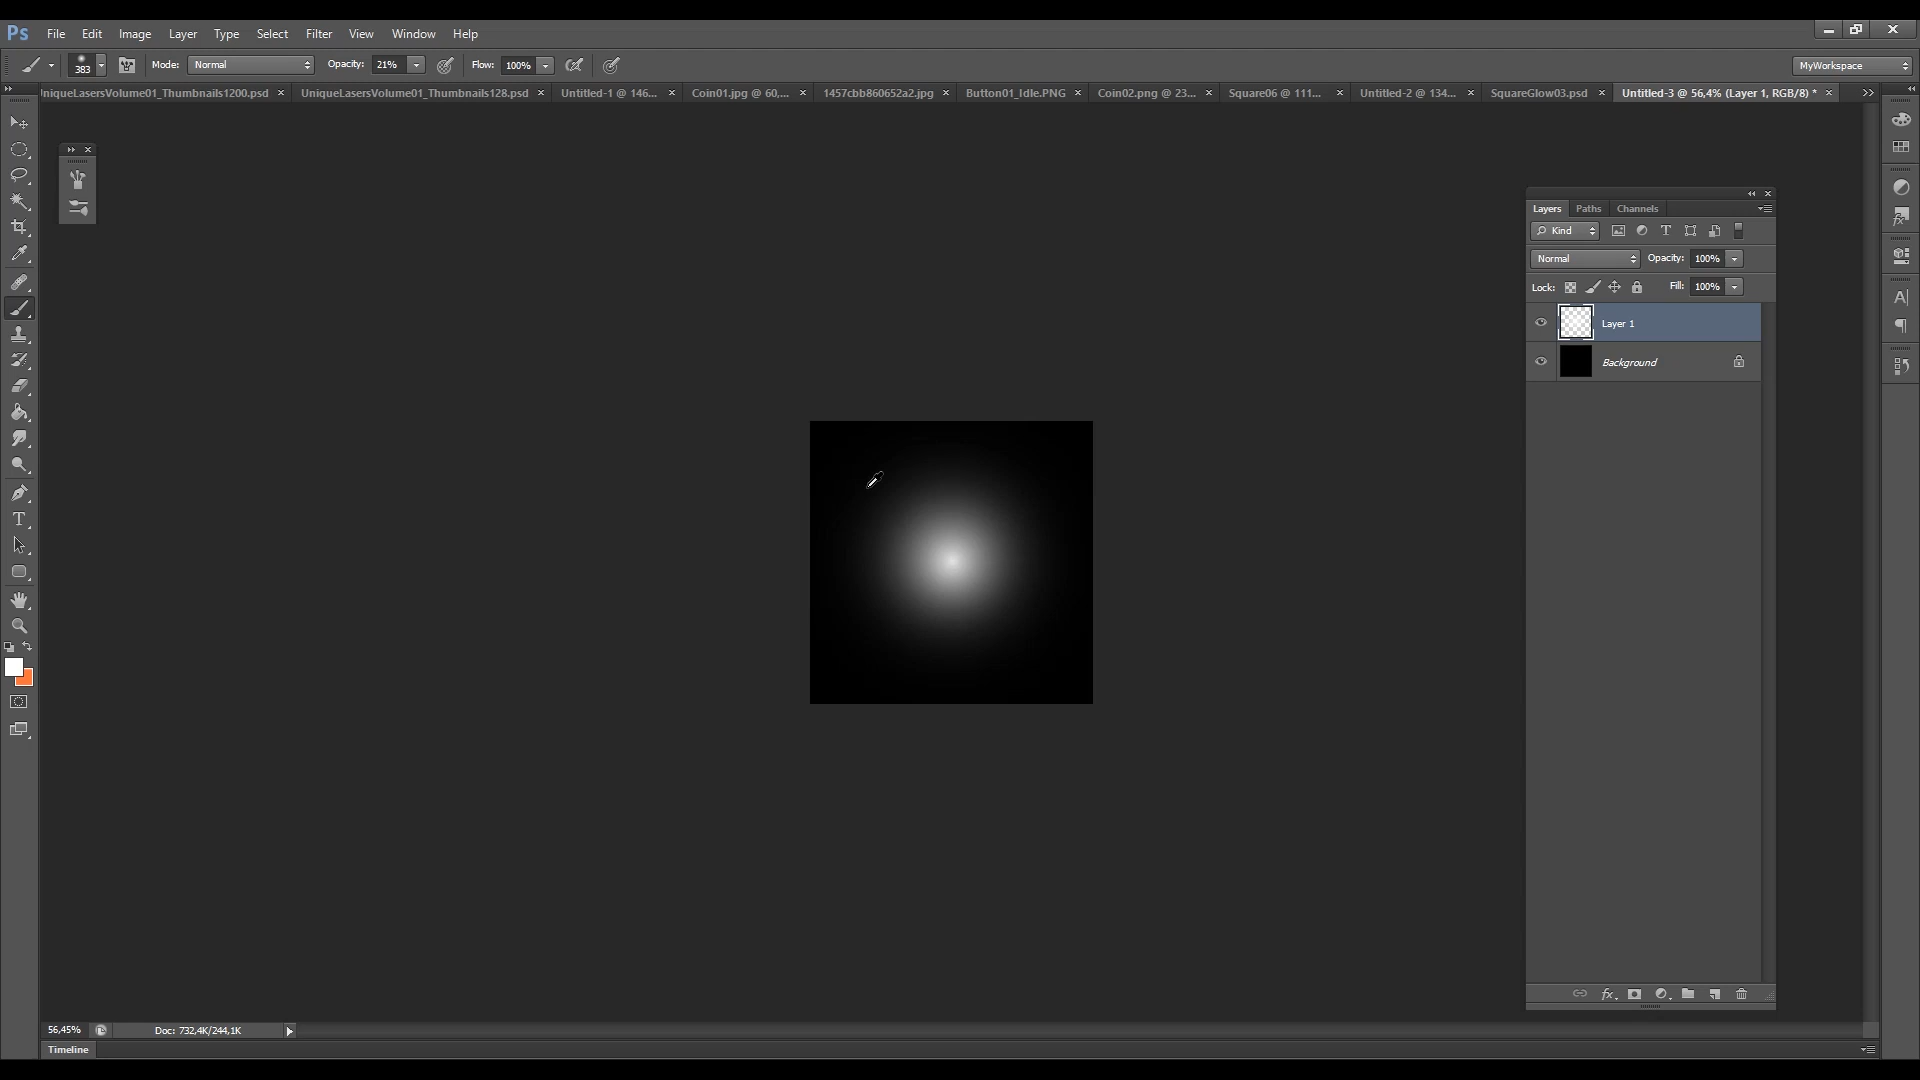 Ps File Edit Image Layer Type Select Filter View Window Help
383 Mode: Normal Opacity: 21% Flow: 100% MyWorkspace
niqueLasersVolume01_Thumbnails1200.psd × UniqueLasersVolume01_Thumbnails128.psd × Untitled-1 @ 146... × Coin01.jpg @ 60,... × 1457cbb860652a2.jpg × Button01_Idle.PNG × Coin02.png @ 23... × Square06 @ 111... × Untitled-2 @ 134... × SquareGlow03.psd × Untitled-3 @ 56,4% (Layer 1, RGB/8) * ×
Layers Paths Channels
Kind
Normal Opacity: 100%
Lock: Fill: 100%
Layer 1
Background
56,45% Doc: 732,4K/244,1K
Timeline